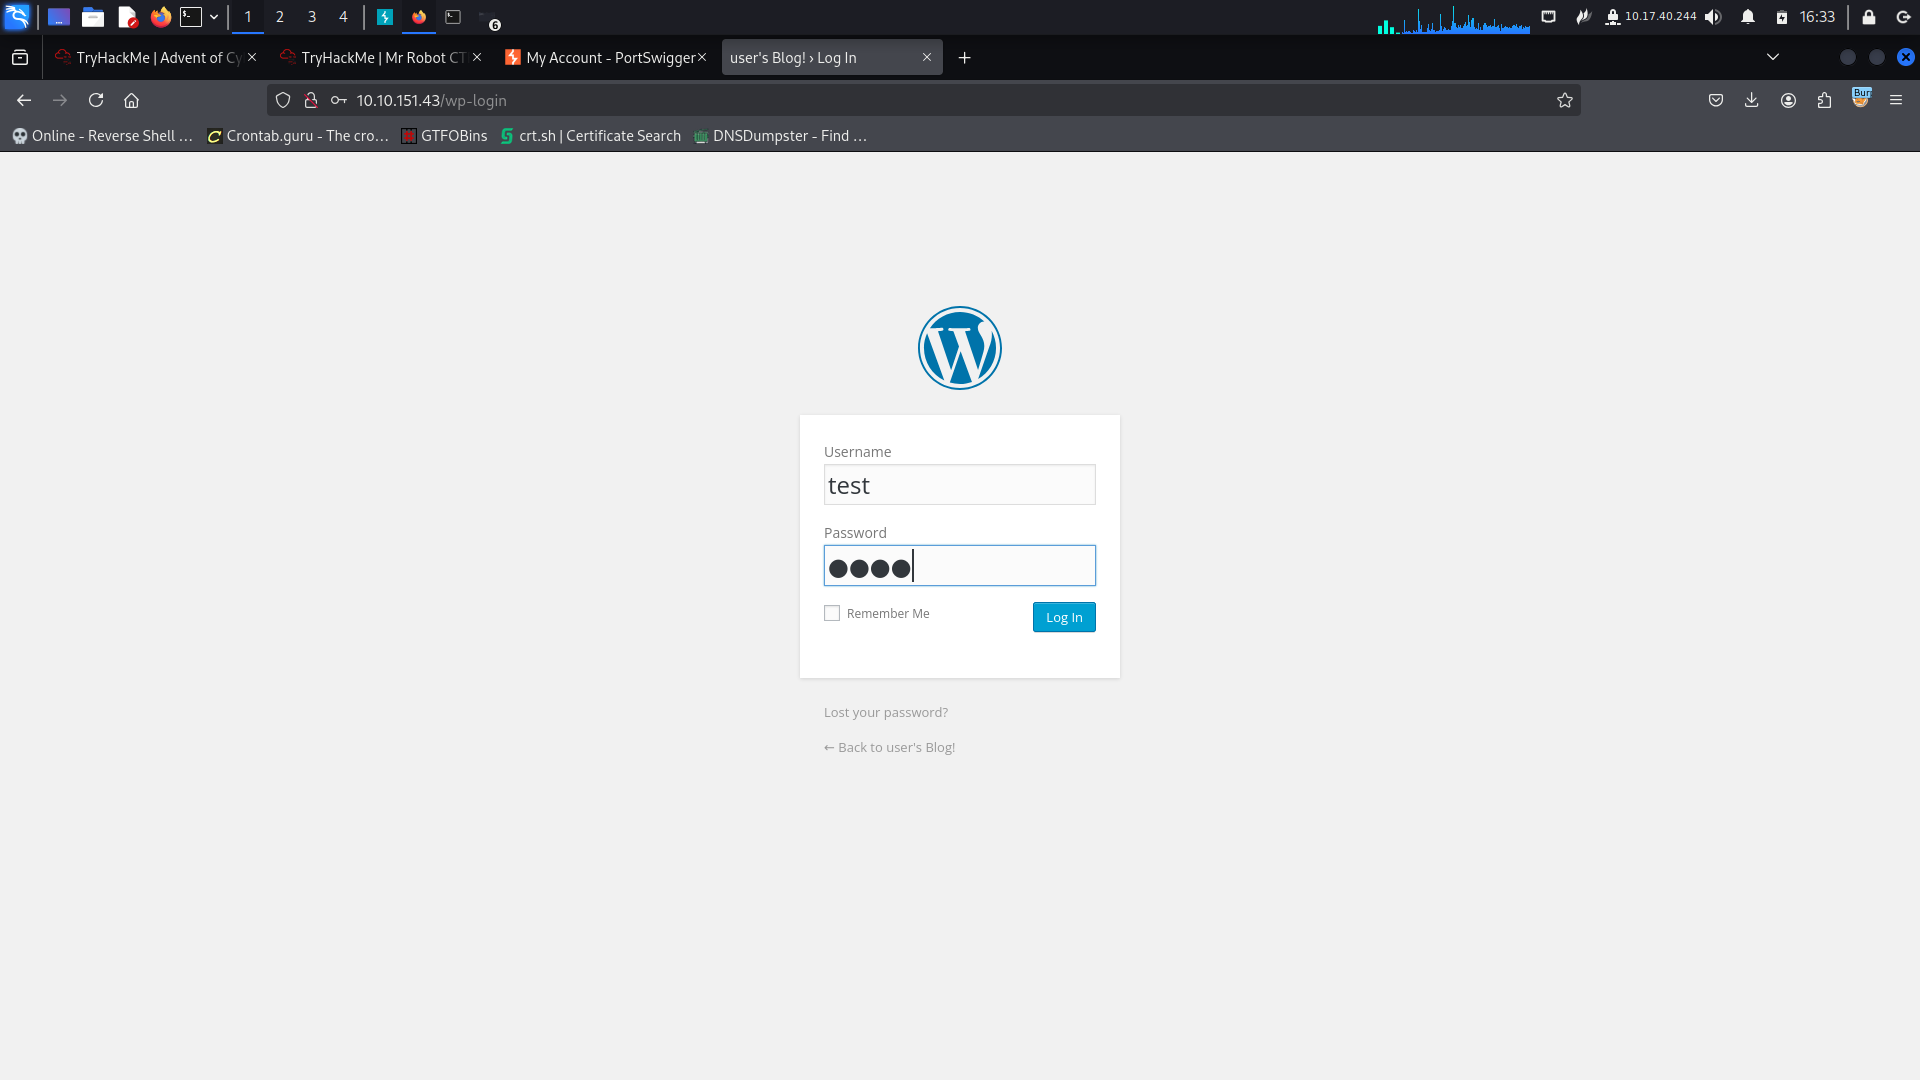 1 2 3 4 6 10.17.40.244 16:33
TryHackMe | Advent of Cy TryHackMe | Mr Robot CT My Account - PortSwigger user's Blog! › Log In
10.10.151.43/wp-login
Online - Reverse Shell … Crontab.guru - The cro… GTFOBins crt.sh | Certificate Search DNSDumpster - Find …
Username
test
Password
Remember Me Log In
Lost your password?
← Back to user's Blog!